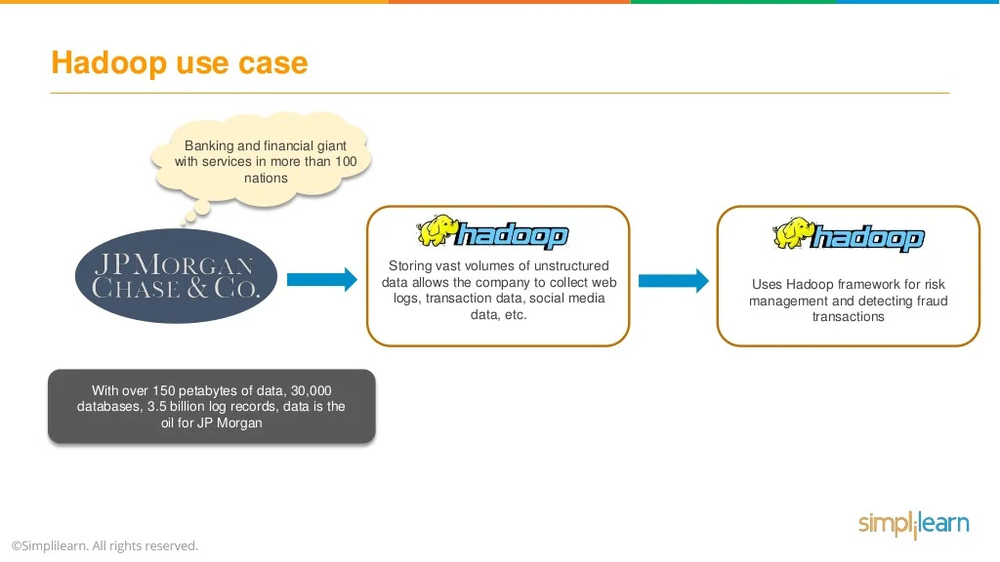 Hadoop use case
Banking and financial giant
with services in more than 100
nations
JPMORGAN
CHASE & CO.
hadoop
Storing vast volumes of unstructured
data allows the company to collect web
logs, transaction data, social media
data, etc.
hadoop
Uses Hadoop framework for risk
management and detecting fraud
transactions
With over 150 petabytes of data, 30,000
databases, 3.5 billion log records, data is the
oil for JP Morgan
simplilearn
©Simplilearn. All rights reserved.